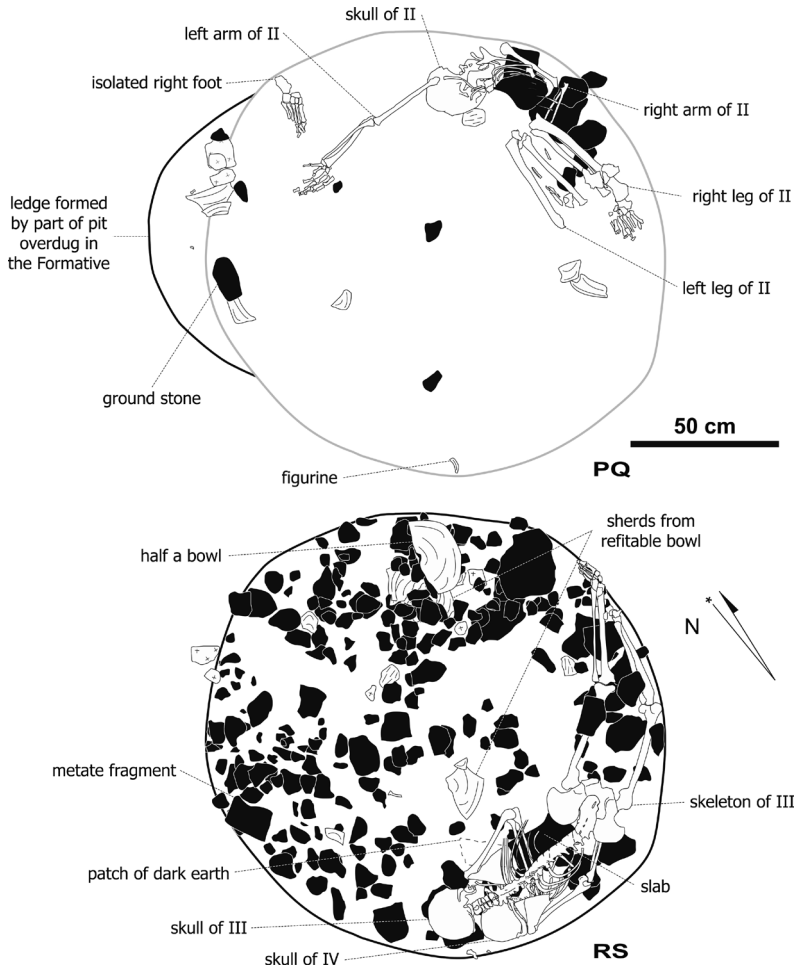 skull of II
left arm of II
isolated right foot
right arm of II
right leg of II
ledge formed
by part of pit
overdug in
the Formative
left leg of II
ground stone
50 cm
figurine
PQ
sherds from
refitable bowl
half a bowl
N
*
metate fragment
skeleton of III
patch of dark earth
slab
skull of III
skull of IV
RS